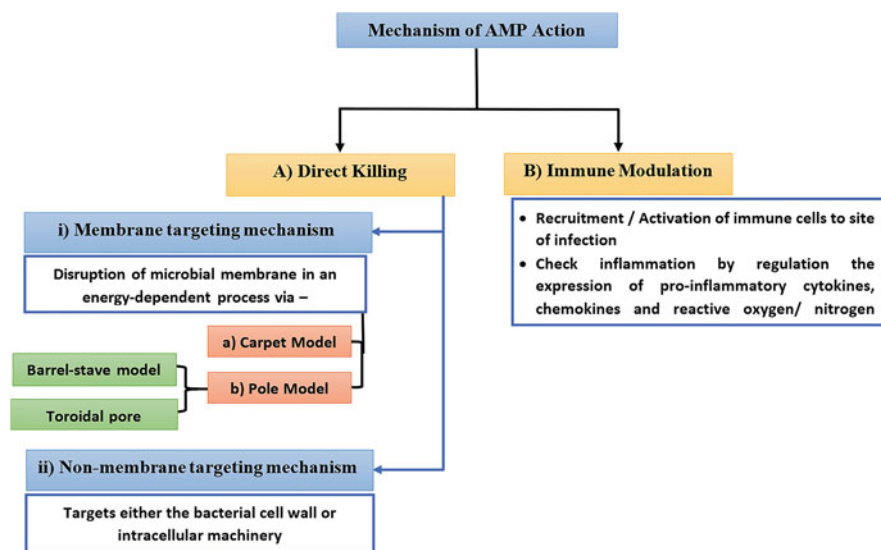 Mechanism of AMP Action
A) Direct Killing
i) Membrane targeting mechanism
Disruption of microbial membrane in an
energy-dependent process via –
a) Carpet Model
b) Pole Model
Barrel-stave model
Toroidal pore
ii) Non-membrane targeting mechanism
Targets either the bacterial cell wall or
intracellular machinery
B) Immune Modulation
• Recruitment / Activation of immune cells to site
of infection
• Check inflammation by regulation the
expression of pro-inflammatory cytokines,
chemokines and reactive oxygen/ nitrogen